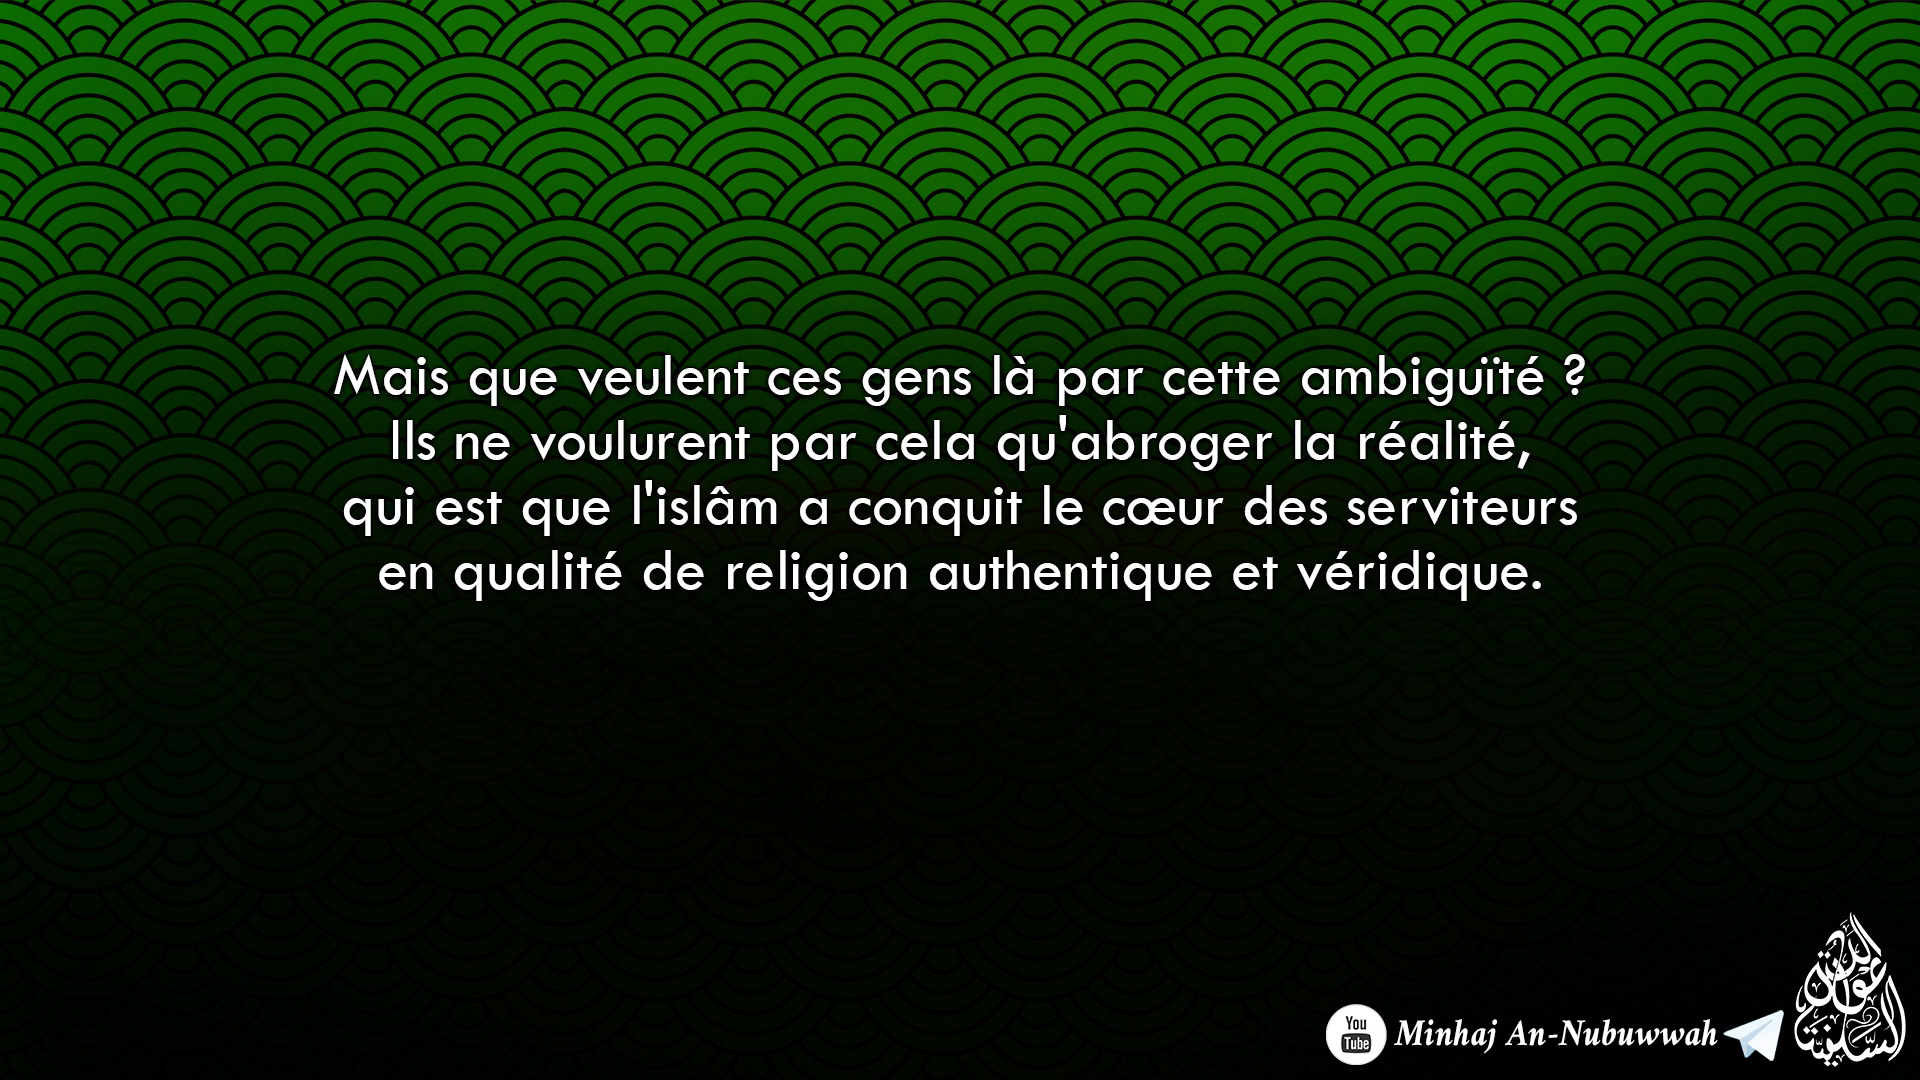 Mais que veulent ces gens là par cette ambiguïté ?
Ils ne voulurent par cela qu'abroger la réalité,
qui est que l'islâm a conquit le cœur des serviteurs
en qualité de religion authentique et véridique.
You
Tube
Minhaj An-Nubuwwah
الدعوة
السلفية